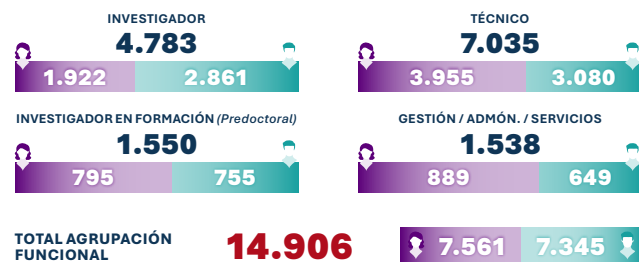 INVESTIGADOR
4.783
1.922 2.861
TÉCNICO
7.035
3.955 3.080
INVESTIGADOR EN FORMACIÓN (Predoctoral)
1.550
795 755
GESTIÓN / ADMÓN. / SERVICIOS
1.538
889 649
TOTAL AGRUPACIÓN
FUNCIONAL
14.906
7.561 7.345